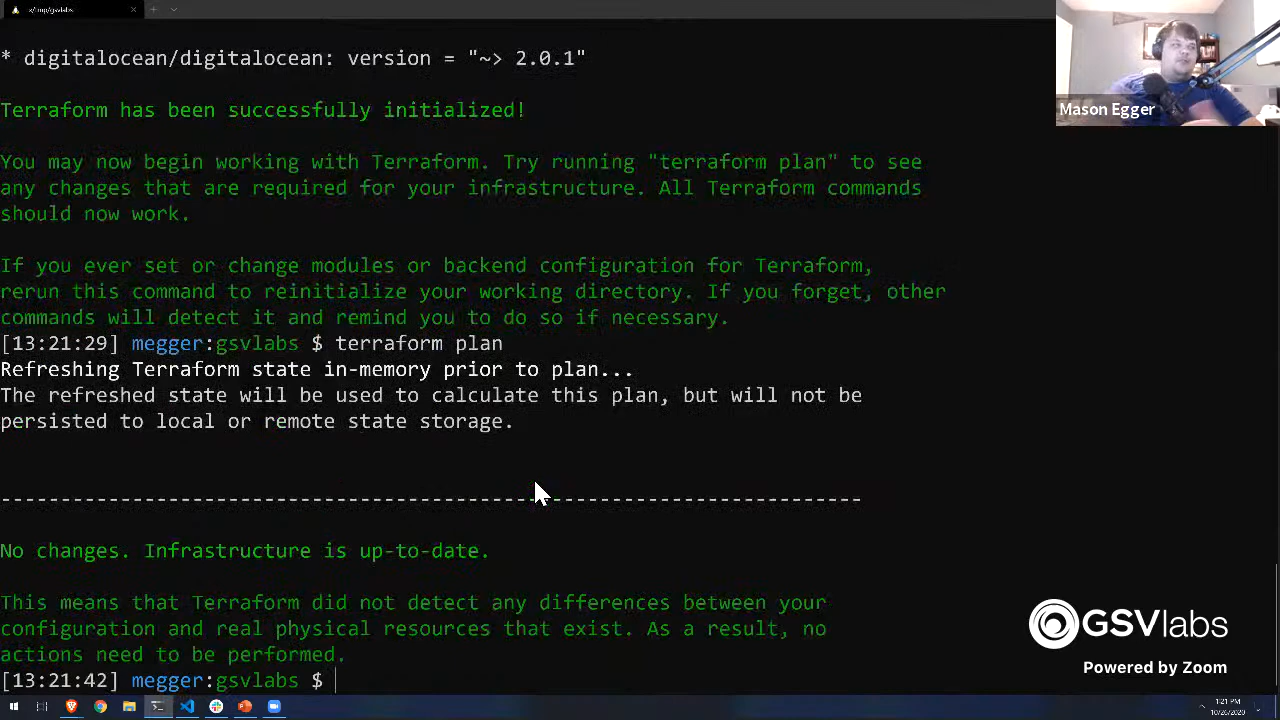 x/tmp/gsvlabs
* digitalocean/digitalocean: version = "~> 2.0.1"
Terraform has been successfully initialized!
You may now begin working with Terraform. Try running "terraform plan" to see
any changes that are required for your infrastructure. All Terraform commands
should now work.
If you ever set or change modules or backend configuration for Terraform,
rerun this command to reinitialize your working directory. If you forget, other
commands will detect it and remind you to do so if necessary.
[13:21:29] megger:gsvlabs $ terraform plan
Refreshing Terraform state in-memory prior to plan...
The refreshed state will be used to calculate this plan, but will not be
persisted to local or remote state storage.
--------------------------------------------------------------------
No changes. Infrastructure is up-to-date.
This means that Terraform did not detect any differences between your
configuration and real physical resources that exist. As a result, no
actions need to be performed.
[13:21:42] megger:gsvlabs $
Mason Egger
GSVlabs
Powered by Zoom
1:21 PM
10/26/2020